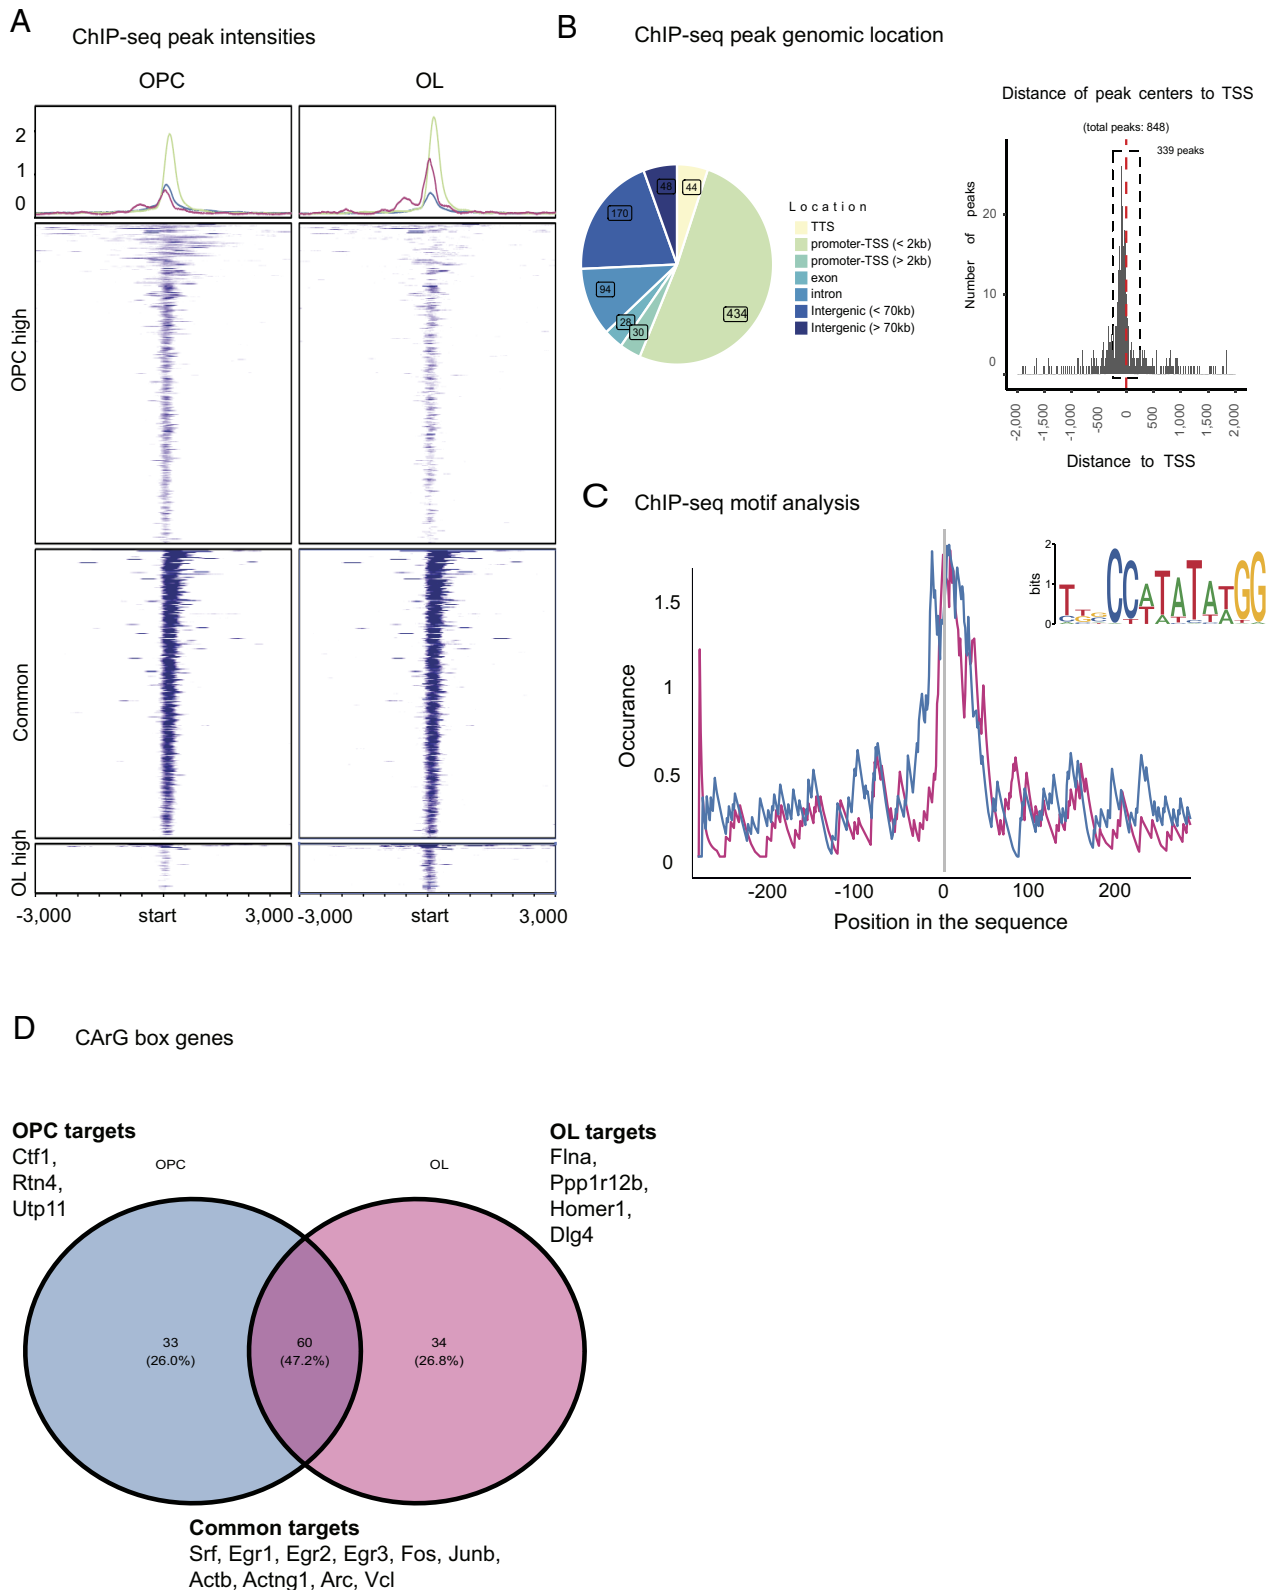 A
ChIP-seq peak intensities
OPC
OL
2
1
0
OPC high
Common
OL high
-3,000
start
3,000
-3,000
start
3,000
B
ChIP-seq peak genomic location
48
44
170
94
28
30
434
Location
TTS
promoter-TSS (< 2kb)
promoter-TSS (> 2kb)
exon
intron
Intergenic (< 70kb)
Intergenic (> 70kb)
Distance of peak centers to TSS
(total peaks: 848)
339 peaks
Number of peaks
20
10
0
-2,000
-1,500
-1,000
-500
0
500
1,000
1,500
2,000
Distance to TSS
C
ChIP-seq motif analysis
Occurance
1.5
1
0.5
0
-200
-100
0
100
200
Position in the sequence
bits
2
1
0
D
CArG box genes
OPC targets
Ctf1,
Rtn4,
Utp11
OPC
OL
OL targets
Flna,
Ppp1r12b,
Homer1,
Dlg4
33
(26.0%)
60
(47.2%)
34
(26.8%)
Common targets
Srf, Egr1, Egr2, Egr3, Fos, Junb,
Actb, Actng1, Arc, Vcl